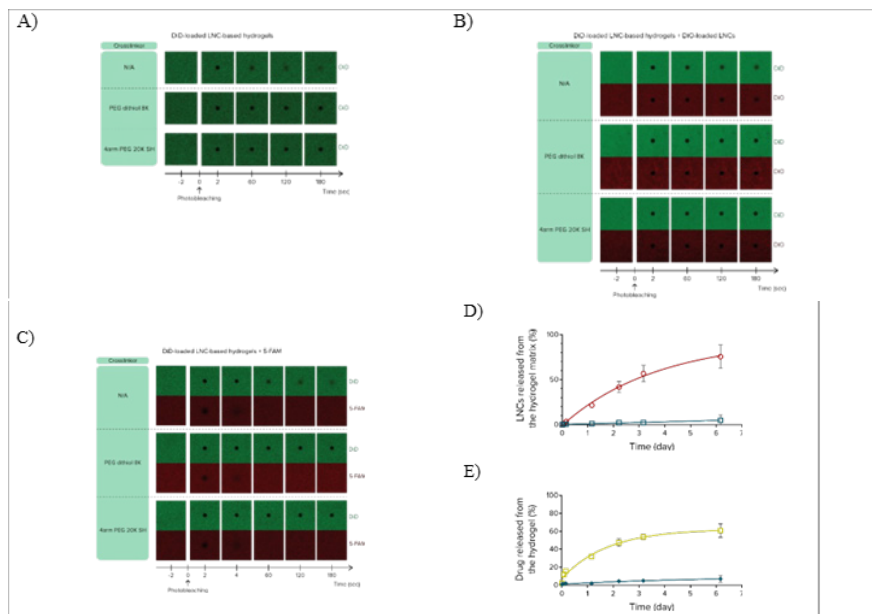 A)
DiD-loaded LNC-based hydrogels
Crosslinker
N/A
DiD
PEG dithiol 8K
DiD
4arm PEG 20K SH
DiD
-2 0 2 60 120 180
Time (sec)
Photobleaching
B)
DiD-loaded LNC-based hydrogels + DiO-loaded LNCs
Crosslinker
N/A
DiD
DiO
PEG dithiol 8K
DiD
DiO
4arm PEG 20K SH
DiD
DiO
-2 0 2 60 120 180
Time (sec)
Photobleaching
C)
DiD-loaded LNC-based hydrogels + 5-FAM
Crosslinker
N/A
DiD
5-FAM
PEG dithiol 8K
DiD
5-FAM
4arm PEG 20K SH
DiD
5-FAM
-2 0 2 4 60 120 180
Time (sec)
Photobleaching
D)
LNCs released from
the hydrogel matrix (%)
100
50
0
0 1 2 3 4 5 6 7
Time (day)
E)
Drug released from
the hydrogel (%)
100
80
60
40
20
0
0 1 2 3 4 5 6 7
Time (day)